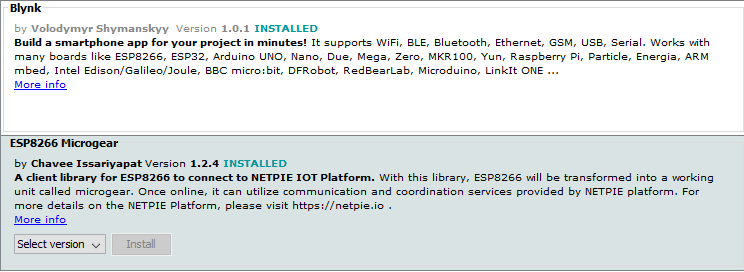 Blynk
by Volodymyr Shymanskyy Version 1.0.1 INSTALLED
Build a smartphone app for your project in minutes! It supports WiFi, BLE, Bluetooth, Ethernet, GSM, USB, Serial. Works with
many boards like ESP8266, ESP32, Arduino UNO, Nano, Due, Mega, Zero, MKR100, Yun, Raspberry Pi, Particle, Energia, ARM
mbed, Intel Edison/Galileo/Joule, BBC micro:bit, DFRobot, RedBearLab, Microduino, LinkIt ONE ...
More info
ESP8266 Microgear
by Chavee Issariyapat Version 1.2.4 INSTALLED
A client library for ESP8266 to connect to NETPIE IOT Platform. With this library, ESP8266 will be transformed into a working
unit called microgear. Once online, it can utilize communication and coordination services provided by NETPIE platform. For
more details on the NETPIE Platform, please visit https://netpie.io .
More info
Select version Install